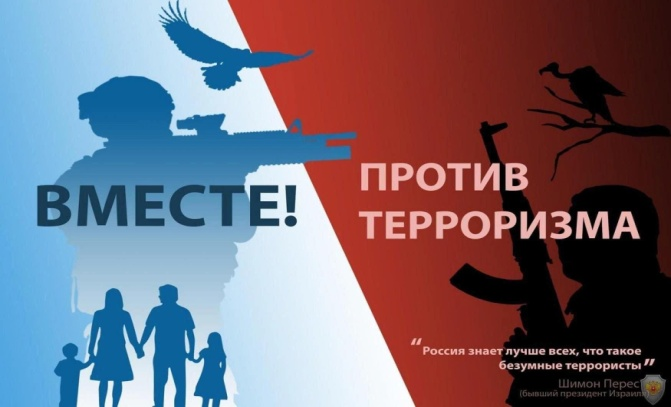 ВМЕСТЕ!
ПРОТИВ
ТЕРРОРИЗМА
“Россия знает лучше всех, что такое
безумные террористы”
Шимон Перес
(бывший президент Израиля)